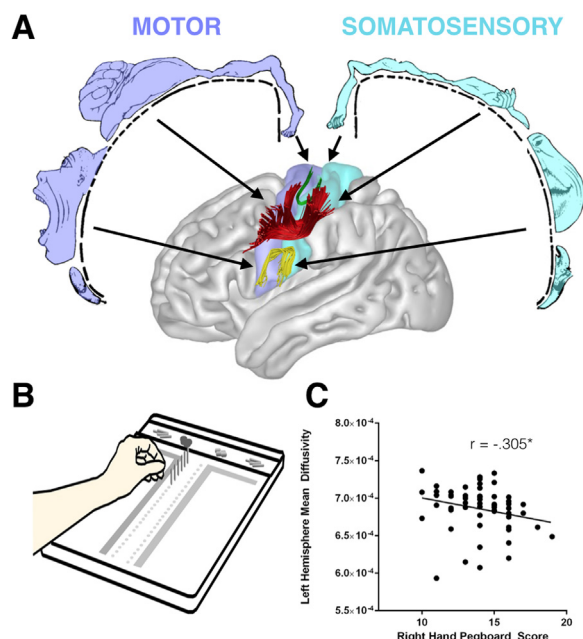 A
MOTOR
SOMATOSENSORY
B
C
8.0×10⁻⁴
r = -.305*
7.5×10⁻⁴
7.0×10⁻⁴
6.5×10⁻⁴
6.0×10⁻⁴
5.5×10⁻⁴
Left Hemisphere Mean Diffusivity
10
15
20
Right Hand Pegboard Score